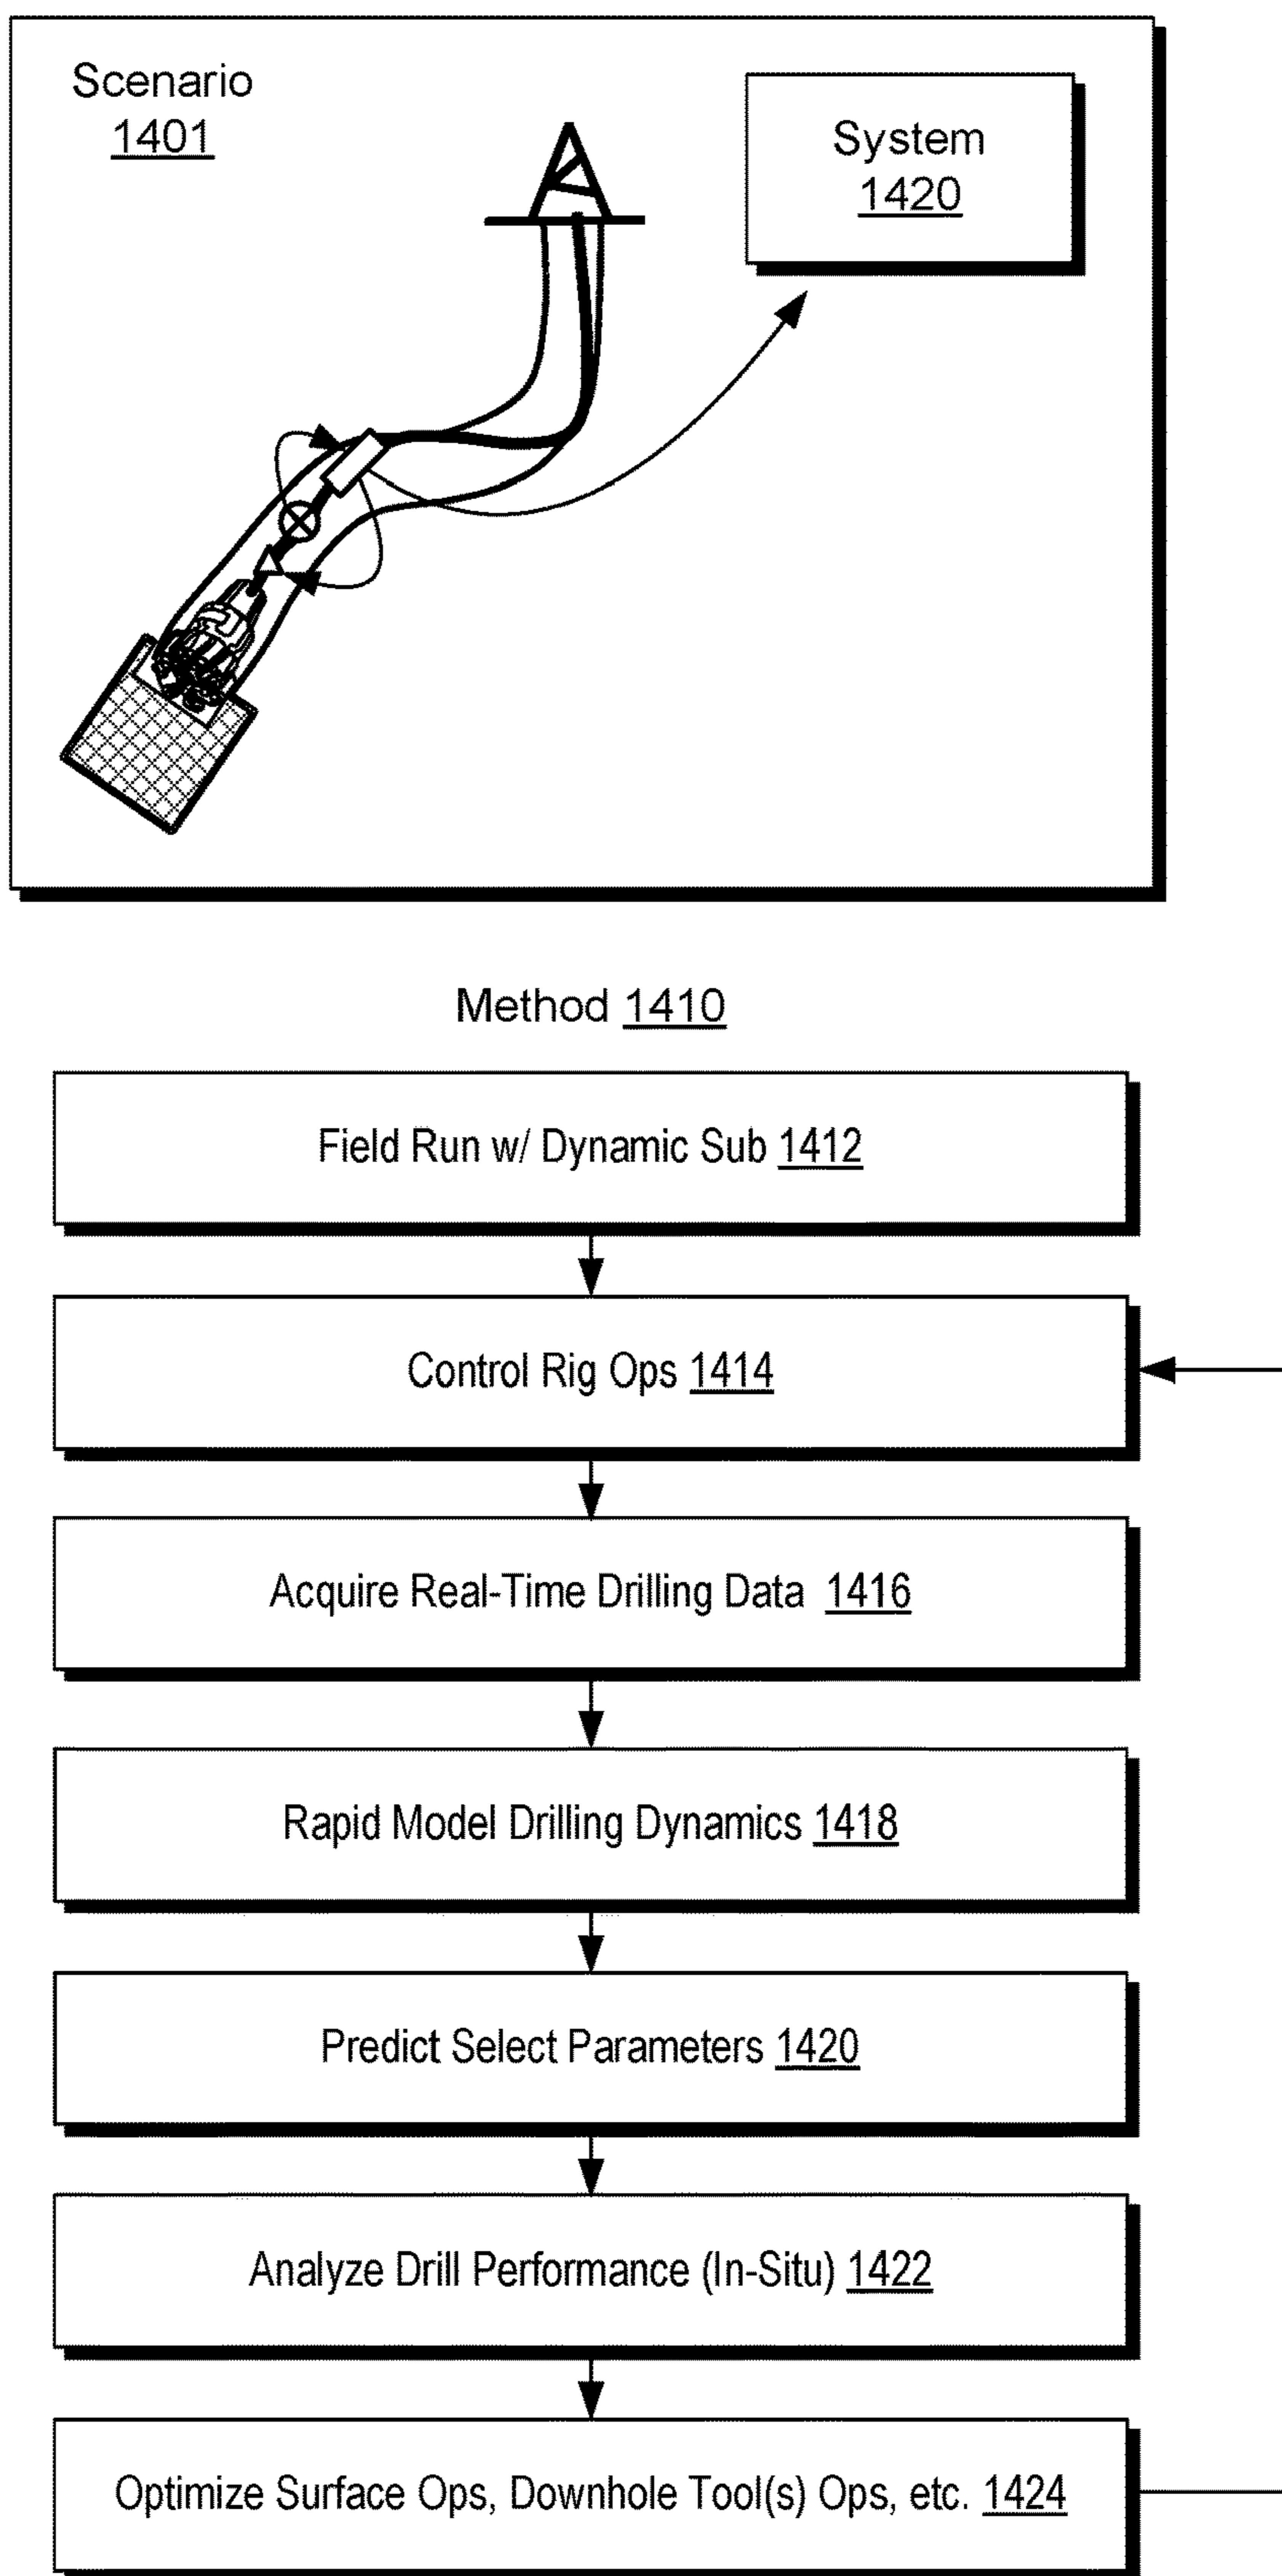 Scenario
1401
System
1420
Method 1410
Field Run w/ Dynamic Sub 1412
Control Rig Ops 1414
Acquire Real-Time Drilling Data 1416
Rapid Model Drilling Dynamics 1418
Predict Select Parameters 1420
Analyze Drill Performance (In-Situ) 1422
Optimize Surface Ops, Downhole Tool(s) Ops, etc. 1424